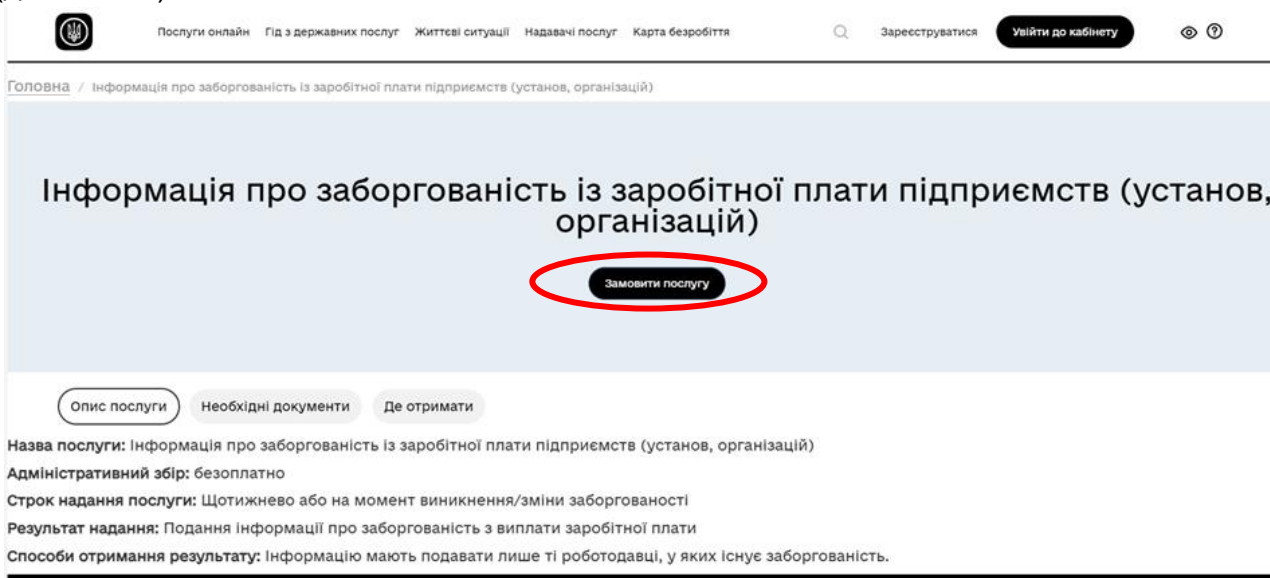 Послуги онлайн Гід з державних послуг Життєві ситуації Надавачі послуг Карта безробіття Зареєструватися Увійти до кабінету
Головна / Інформація про заборгованість із заробітної плати підприємств (установ, організацій)
Інформація про заборгованість із заробітної плати підприємств (установ,
організацій)
Замовити послугу
Опис послуги Необхідні документи Де отримати
Назва послуги: Інформація про заборгованість із заробітної плати підприємств (установ, організацій)
Адміністративний збір: безоплатно
Строк надання послуги: Щотижнево або на момент виникнення/зміни заборгованості
Результат надання: Подання інформації про заборгованість з виплати заробітної плати
Способи отримання результату: Інформацію мають подавати лише ті роботодавці, у яких існує заборгованість.